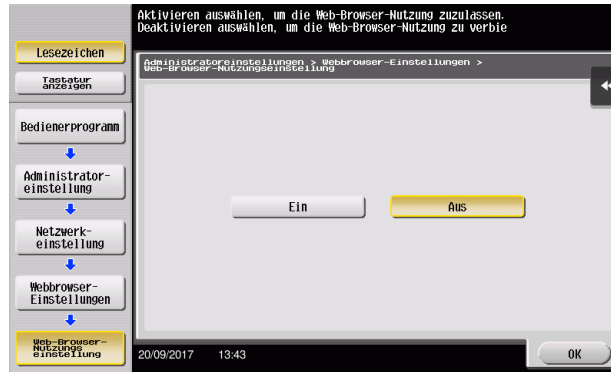 Aktivieren auswählen, um die Web-Browser-Nutzung zuzulassen.
Deaktivieren auswählen, um die Web-Browser-Nutzung zu verbie
Lesezeichen
Administratoreinstellungen > Webbrowser-Einstellungen >
Web-Browser-Nutzungseinstellung
Tastatur
anzeigen
Bedienerprogramm
Administrator-
einstellung
Ein
Aus
Netzwerk-
einstellung
Webbrowser-
Einstellungen
Web-Browser-
Nutzungs
einstellung
20/09/2017 13:43
OK